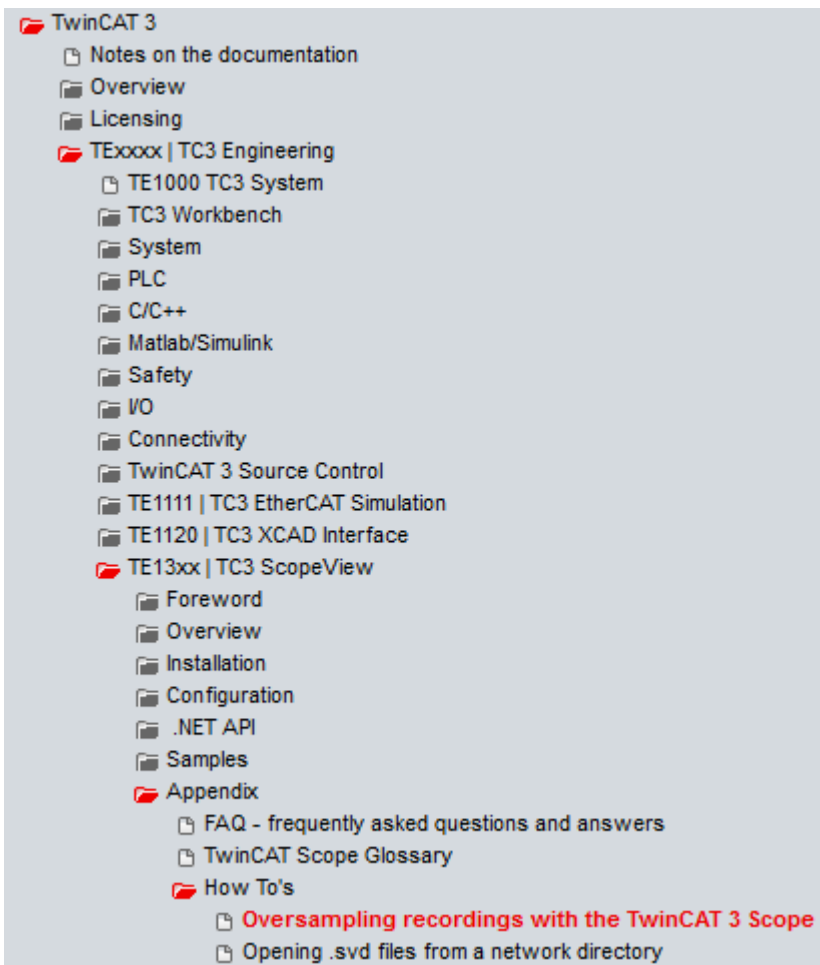 TwinCAT 3
Notes on the documentation
Overview
Licensing
TExxxx | TC3 Engineering
TE1000 TC3 System
TC3 Workbench
System
PLC
C/C++
Matlab/Simulink
Safety
I/O
Connectivity
TwinCAT 3 Source Control
TE1111 | TC3 EtherCAT Simulation
TE1120 | TC3 XCAD Interface
TE13xx | TC3 ScopeView
Foreword
Overview
Installation
Configuration
.NET API
Samples
Appendix
FAQ - frequently asked questions and answers
TwinCAT Scope Glossary
How To's
Oversampling recordings with the TwinCAT 3 Scope
Opening .svd files from a network directory